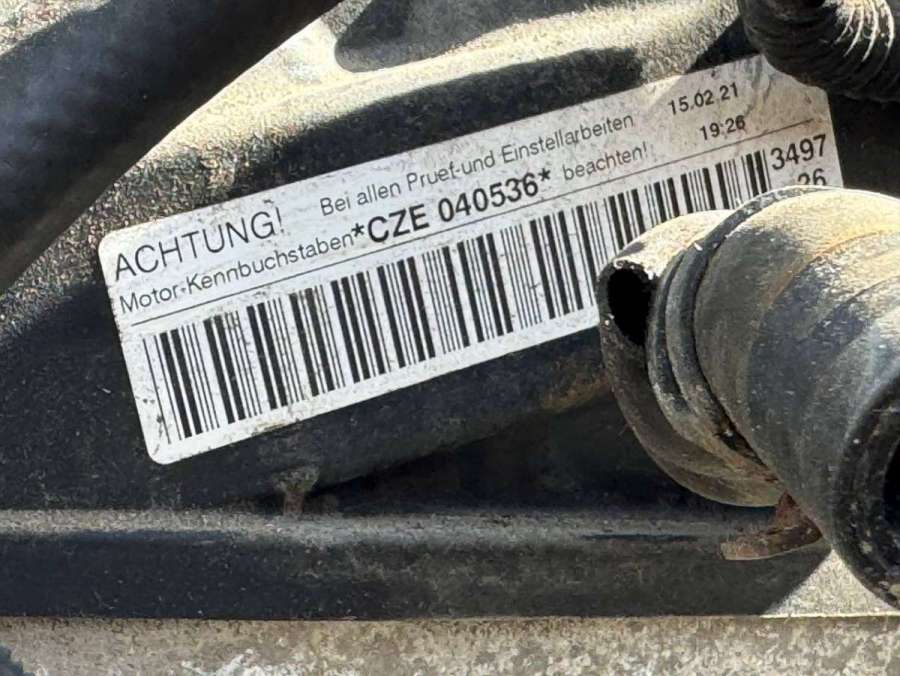 ACHTUNG! Bei allen Pruef-und Einstellarbeiten 15.02.21
Motor-Kennbuchstaben*CZE 040536* beachten! 19:26
3497
26